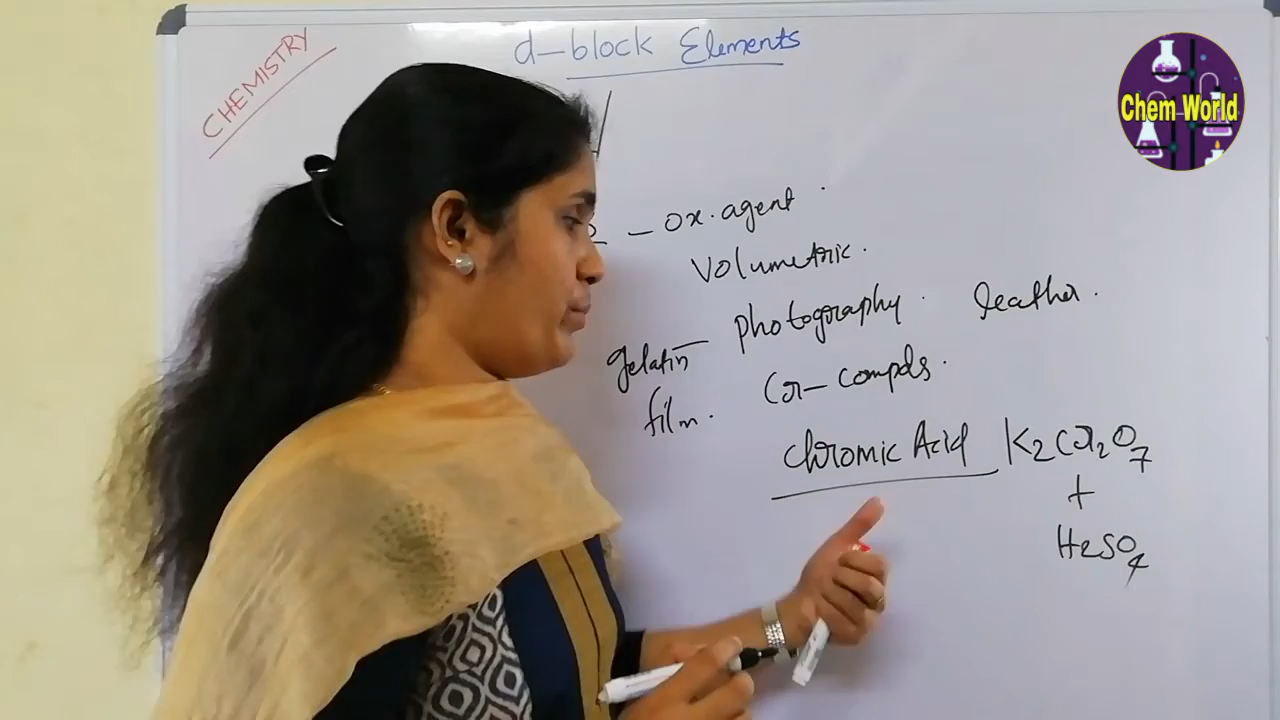 CHEMISTRY
d-block Elements
Chem World
- ox. agent
Volumetric.
photography. leather.
gelatin
film.
Cr-compds.
Chromic Acid K2Cr2O7
+
H2SO4